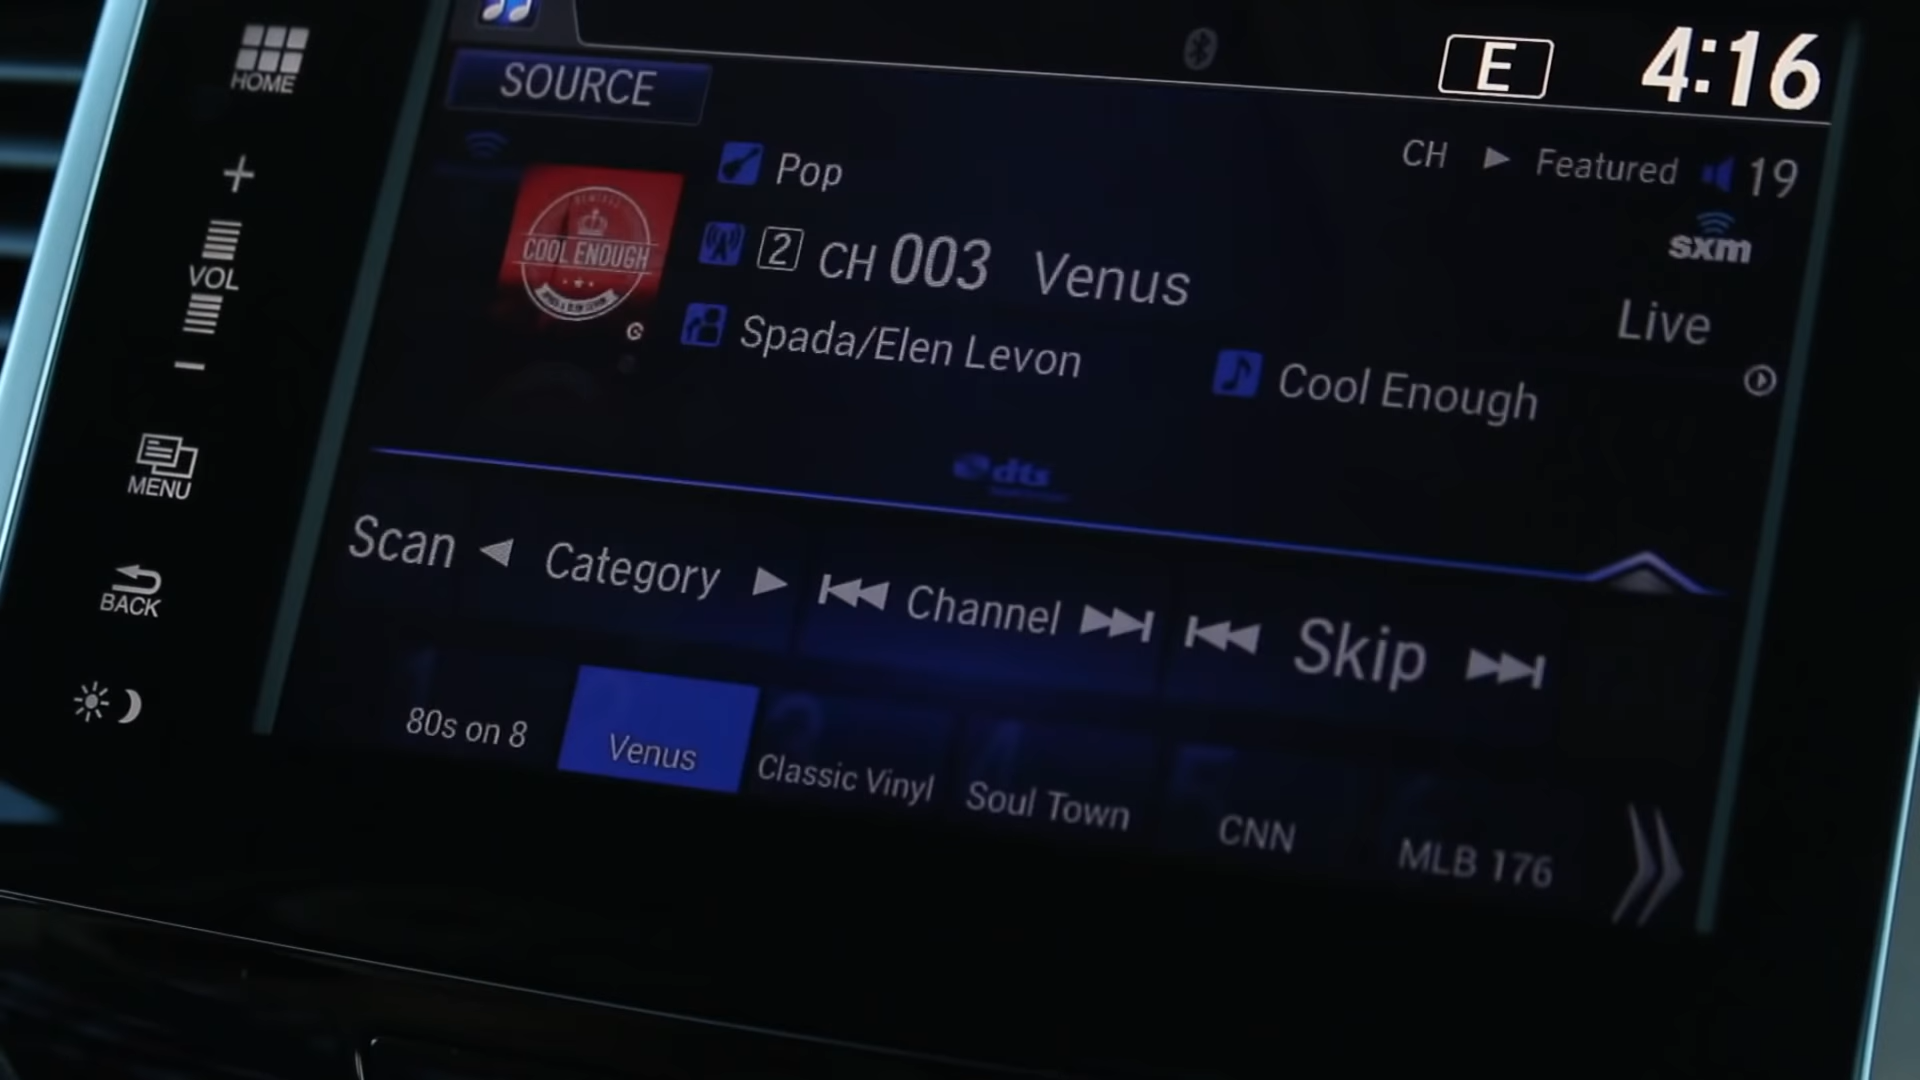 HOME
E
4:16
SOURCE
CH ▶ Featured 19
Pop
sxm
2 CH 003 Venus
COOL ENOUGH
Live
Spada/Elen Levon
Cool Enough
VOL
dts
MENU
Scan ◀ Category ▶ Channel Skip
BACK
80s on 8
Venus
Classic Vinyl
Soul Town
CNN
MLB 176